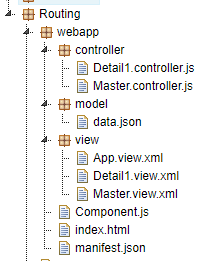 Routing
webapp
controller
Detail1.controller.js
Master.controller.js
model
data.json
view
App.view.xml
Detail1.view.xml
Master.view.xml
Component.js
index.html
manifest.json